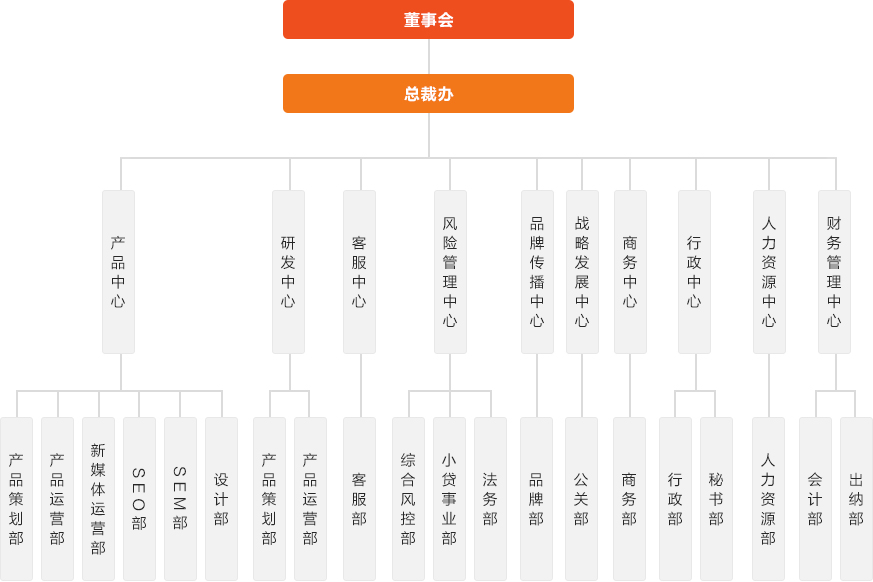 董事会
总裁办
产品中心
研发中心
客服中心
风险管理中心
品牌传播中心
战略发展中心
商务中心
行政中心
人力资源中心
财务管理中心
产品策划部
产品运营部
新媒体运营部
SEO部
SEM部
设计部
产品策划部
产品运营部
客服部
综合风控部
小贷事业部
法务部
品牌部
公关部
商务部
行政部
秘书部
人力资源部
会计部
出纳部